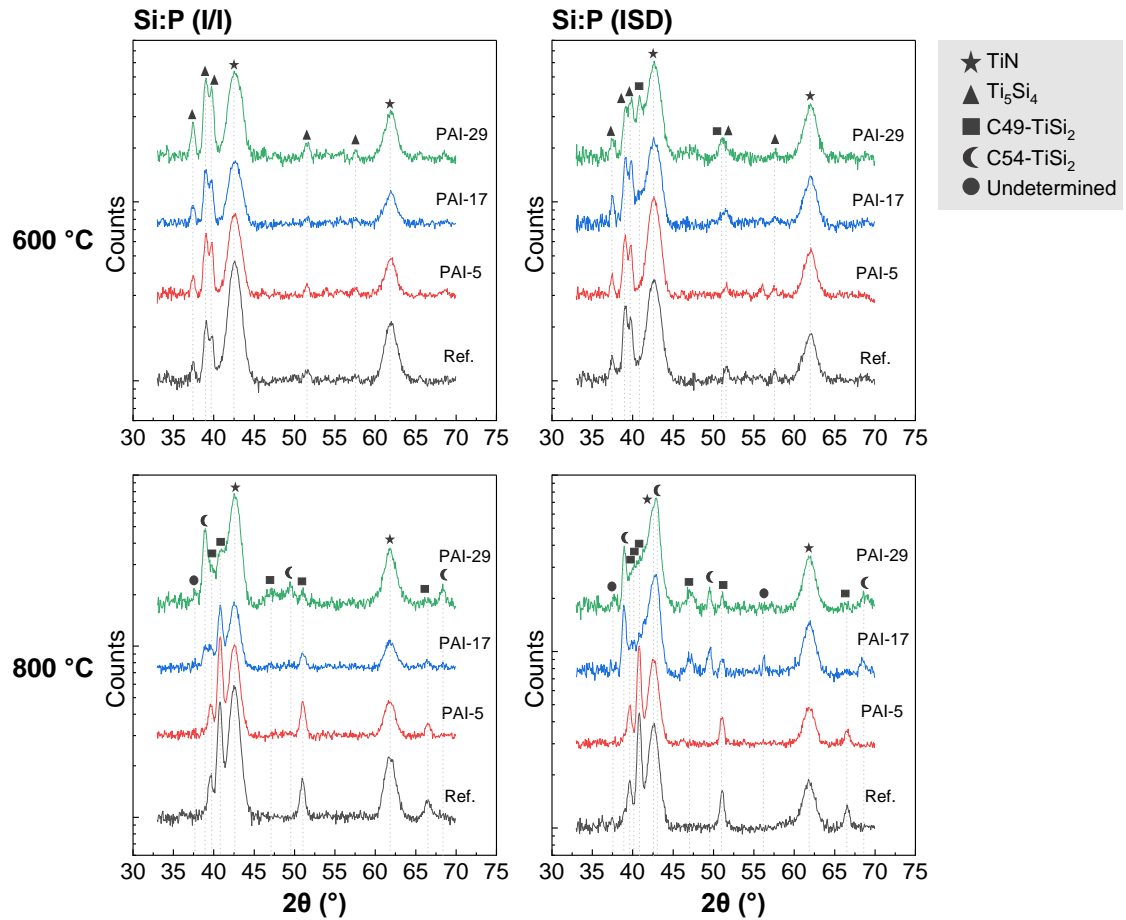 Si:P (I/I)
Si:P (ISD)
TiN
Ti₅Si₄
C49-TiSi₂
C54-TiSi₂
Undetermined
600 °C
Counts
PAI-29
PAI-17
PAI-5
Ref.
30 35 40 45 50 55 60 65 70 75
Counts
PAI-29
PAI-17
PAI-5
Ref.
30 35 40 45 50 55 60 65 70 75
800 °C
Counts
PAI-29
PAI-17
PAI-5
Ref.
30 35 40 45 50 55 60 65 70 75
2θ (°)
Counts
PAI-29
PAI-17
PAI-5
Ref.
30 35 40 45 50 55 60 65 70 75
2θ (°)